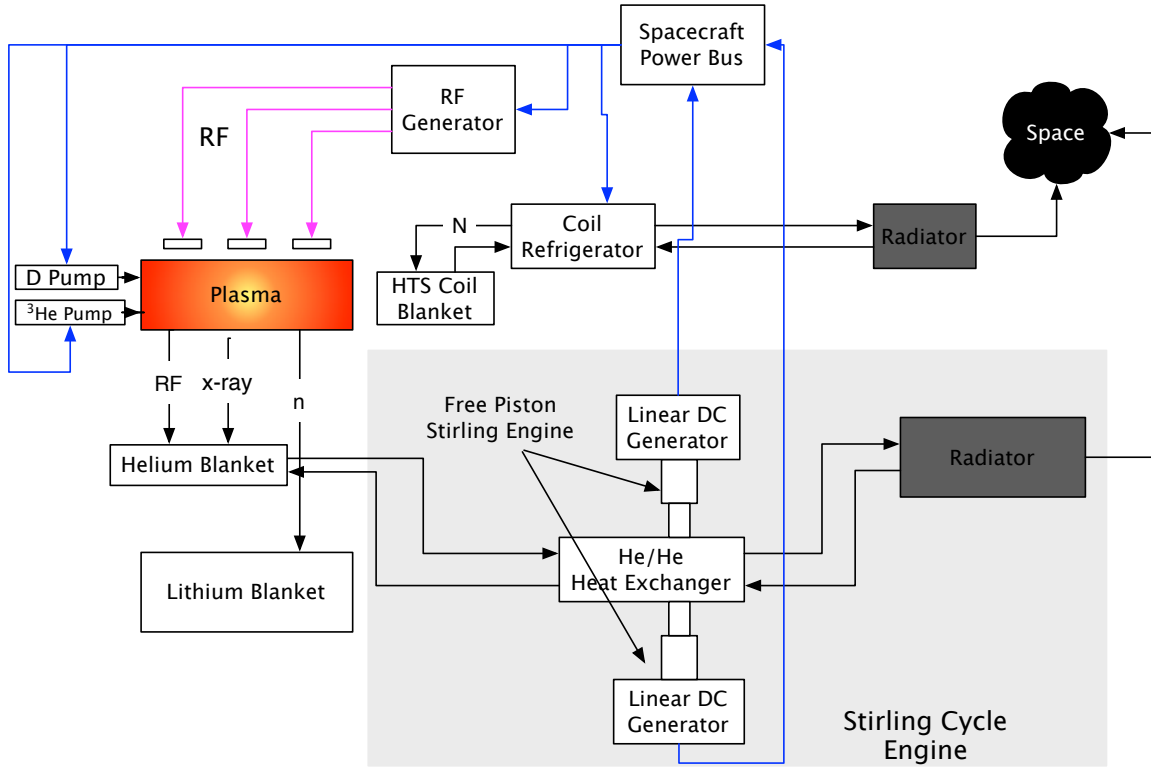 Spacecraft
Power Bus
RF
Generator
RF
Space
N
Coil
Refrigerator
Radiator
D Pump
Plasma
HTS Coil
Blanket
³He Pump
RF
x-ray
n
Free Piston
Stirling Engine
Linear DC
Generator
Helium Blanket
Radiator
He/He
Heat Exchanger
Lithium Blanket
Linear DC
Generator
Stirling Cycle
Engine